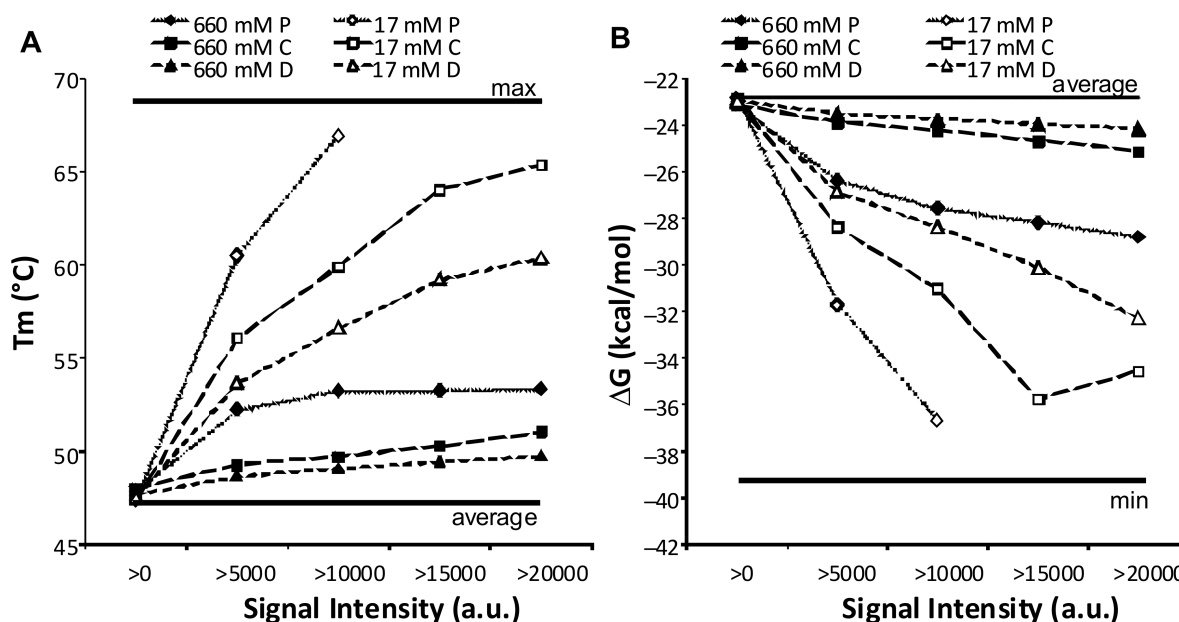 A
660 mM P
17 mM P
660 mM C
17 mM C
660 mM D
17 mM D
70
65
60
55
50
45
max
average
Tm (°C)
>0
>5000
>10000
>15000
>20000
Signal Intensity (a.u.)
B
660 mM P
17 mM P
660 mM C
17 mM C
660 mM D
17 mM D
−22
−24
−26
−28
−30
−32
−34
−36
−38
−40
−42
average
min
△G (kcal/mol)
>0
>5000
>10000
>15000
>20000
Signal Intensity (a.u.)